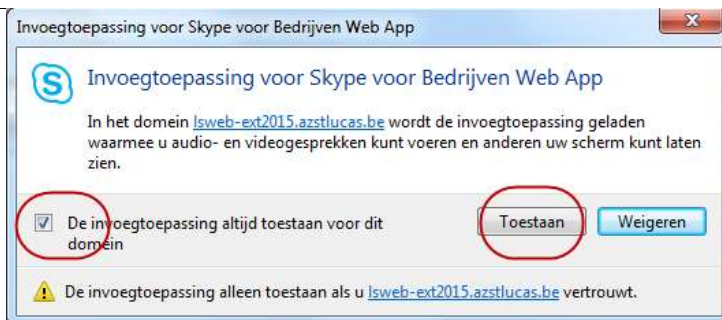 Invoegtoepassing voor Skype voor Bedrijven Web App
Invoegtoepassing voor Skype voor Bedrijven Web App
In het domein lsweb-ext2015.azstlucas.be wordt de invoegtoepassing geladen
waarmee u audio- en videogesprekken kunt voeren en anderen uw scherm kunt laten
zien.
De invoegtoepassing altijd toestaan voor dit
domein
Toestaan
Weigeren
De invoegtoepassing alleen toestaan als u lsweb-ext2015.azstlucas.be vertrouwt.